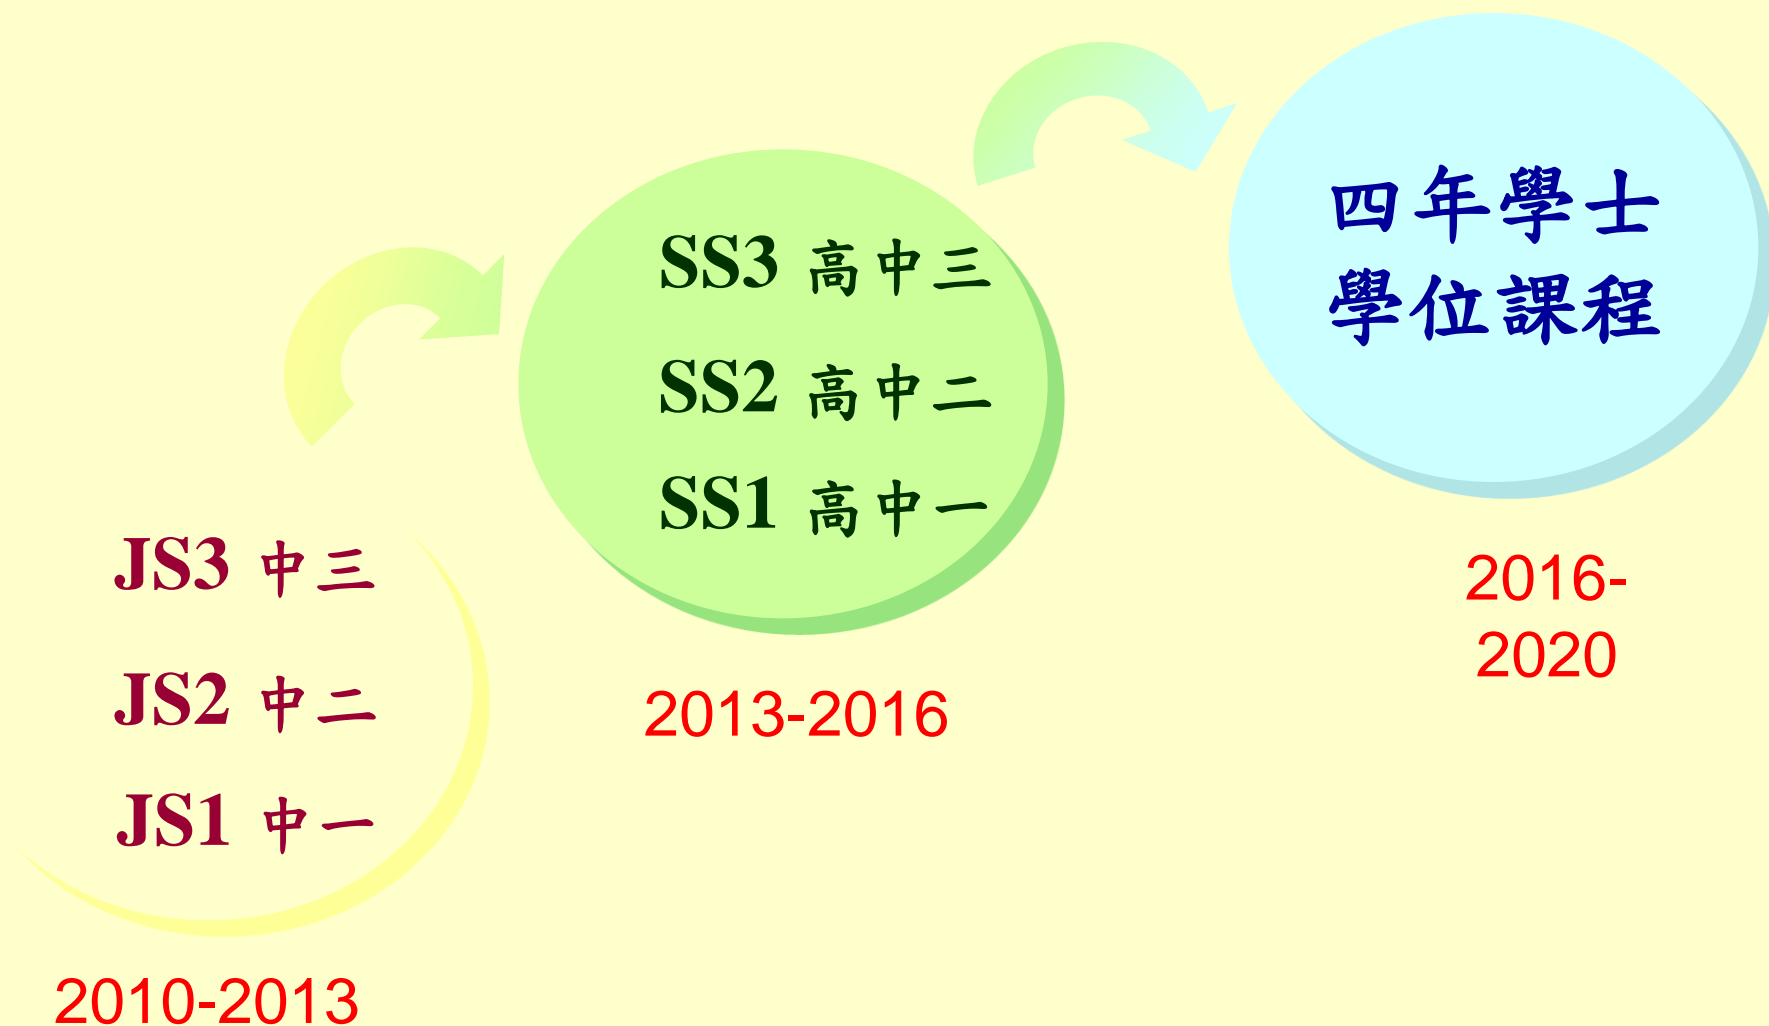 JS3 中三
JS2 中二
JS1 中一
2010-2013
SS3 高中三
SS2 高中二
SS1 高中一
2013-2016
四年學士
學位課程
2016-
2020